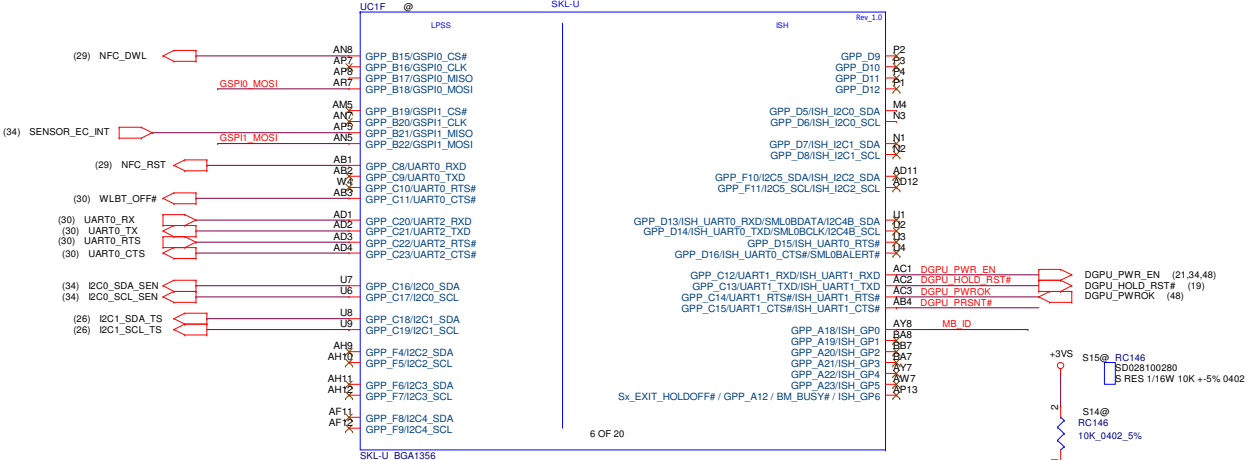 UC1F @ SKL-U
Rev_1.0
LPSS ISH
(29) NFC_DWL AN8 GPP_B15/GSPI0_CS# P2 GPP_D9
AP7 GPP_B16/GSPI0_CLK P3 GPP_D10
AP8 GPP_B17/GSPI0_MISO P4 GPP_D11
GSPI0_MOSI AR7 GPP_B18/GSPI0_MOSI P1 GPP_D12
AM5 GPP_B19/GSPI1_CS# GPP_D5/ISH_I2C0_SDA M4
AN7 GPP_B20/GSPI1_CLK GPP_D6/ISH_I2C0_SCL N3
(34) SENSOR_EC_INT AP5 GPP_B21/GSPI1_MISO
GSPI1_MOSI AN5 GPP_B22/GSPI1_MOSI GPP_D7/ISH_I2C1_SDA N1
GPP_D8/ISH_I2C1_SCL N2
(29) NFC_RST AB1 GPP_C8/UART0_RXD
AB2 GPP_C9/UART0_TXD GPP_F10/I2C5_SDA/ISH_I2C2_SDA AD11
W4 GPP_C10/UART0_RTS# GPP_F11/I2C5_SCL/ISH_I2C2_SCL AD12
(30) WLBT_OFF# AB3 GPP_C11/UART0_CTS#
(30) UART0_RX AD1 GPP_C20/UART2_RXD GPP_D13/ISH_UART0_RXD/SML0BDATA/I2C4B_SDA U1
(30) UART0_TX AD2 GPP_C21/UART2_TXD GPP_D14/ISH_UART0_TXD/SML0BCLK/I2C4B_SCL U2
(30) UART0_RTS AD3 GPP_C22/UART2_RTS# GPP_D15/ISH_UART0_RTS# U3
(30) UART0_CTS AD4 GPP_C23/UART2_CTS# GPP_D16/ISH_UART0_CTS#/SML0BALERT# U4
GPP_C12/UART1_RXD/ISH_UART1_RXD AC1 DGPU_PWR_EN DGPU_PWR_EN (21,34,48)
(34) I2C0_SDA_SEN U7 GPP_C16/I2C0_SDA GPP_C13/UART1_TXD/ISH_UART1_TXD AC2 DGPU_HOLD_RST# DGPU_HOLD_RST# (19)
(34) I2C0_SCL_SEN U6 GPP_C17/I2C0_SCL GPP_C14/UART1_RTS#/ISH_UART1_RTS# AC3 DGPU_PWROK DGPU_PWROK (48)
GPP_C15/UART1_CTS#/ISH_UART1_CTS# AB4 DGPU_PRSNT#
(26) I2C1_SDA_TS U8 GPP_C18/I2C1_SDA
(26) I2C1_SCL_TS U9 GPP_C19/I2C1_SCL GPP_A18/ISH_GP0 AY8 MB_ID
GPP_A19/ISH_GP1 BA8
AH9 GPP_F4/I2C2_SDA GPP_A20/ISH_GP2 BB7
AH10 GPP_F5/I2C2_SCL GPP_A21/ISH_GP3 BA7
GPP_A22/ISH_GP4 AY7
AH11 GPP_F6/I2C3_SDA GPP_A23/ISH_GP5 AW7
AH12 GPP_F7/I2C3_SCL Sx_EXIT_HOLDOFF# / GPP_A12 / BM_BUSY# / ISH_GP6 AP13
AF11 GPP_F8/I2C4_SDA
AF12 GPP_F9/I2C4_SCL
6 OF 20
SKL-U_BGA1356
+3VS S15@ RC146
SD028100280
S RES 1/16W 10K +-5% 0402
2
S14@
RC146
10K_0402_5%
1